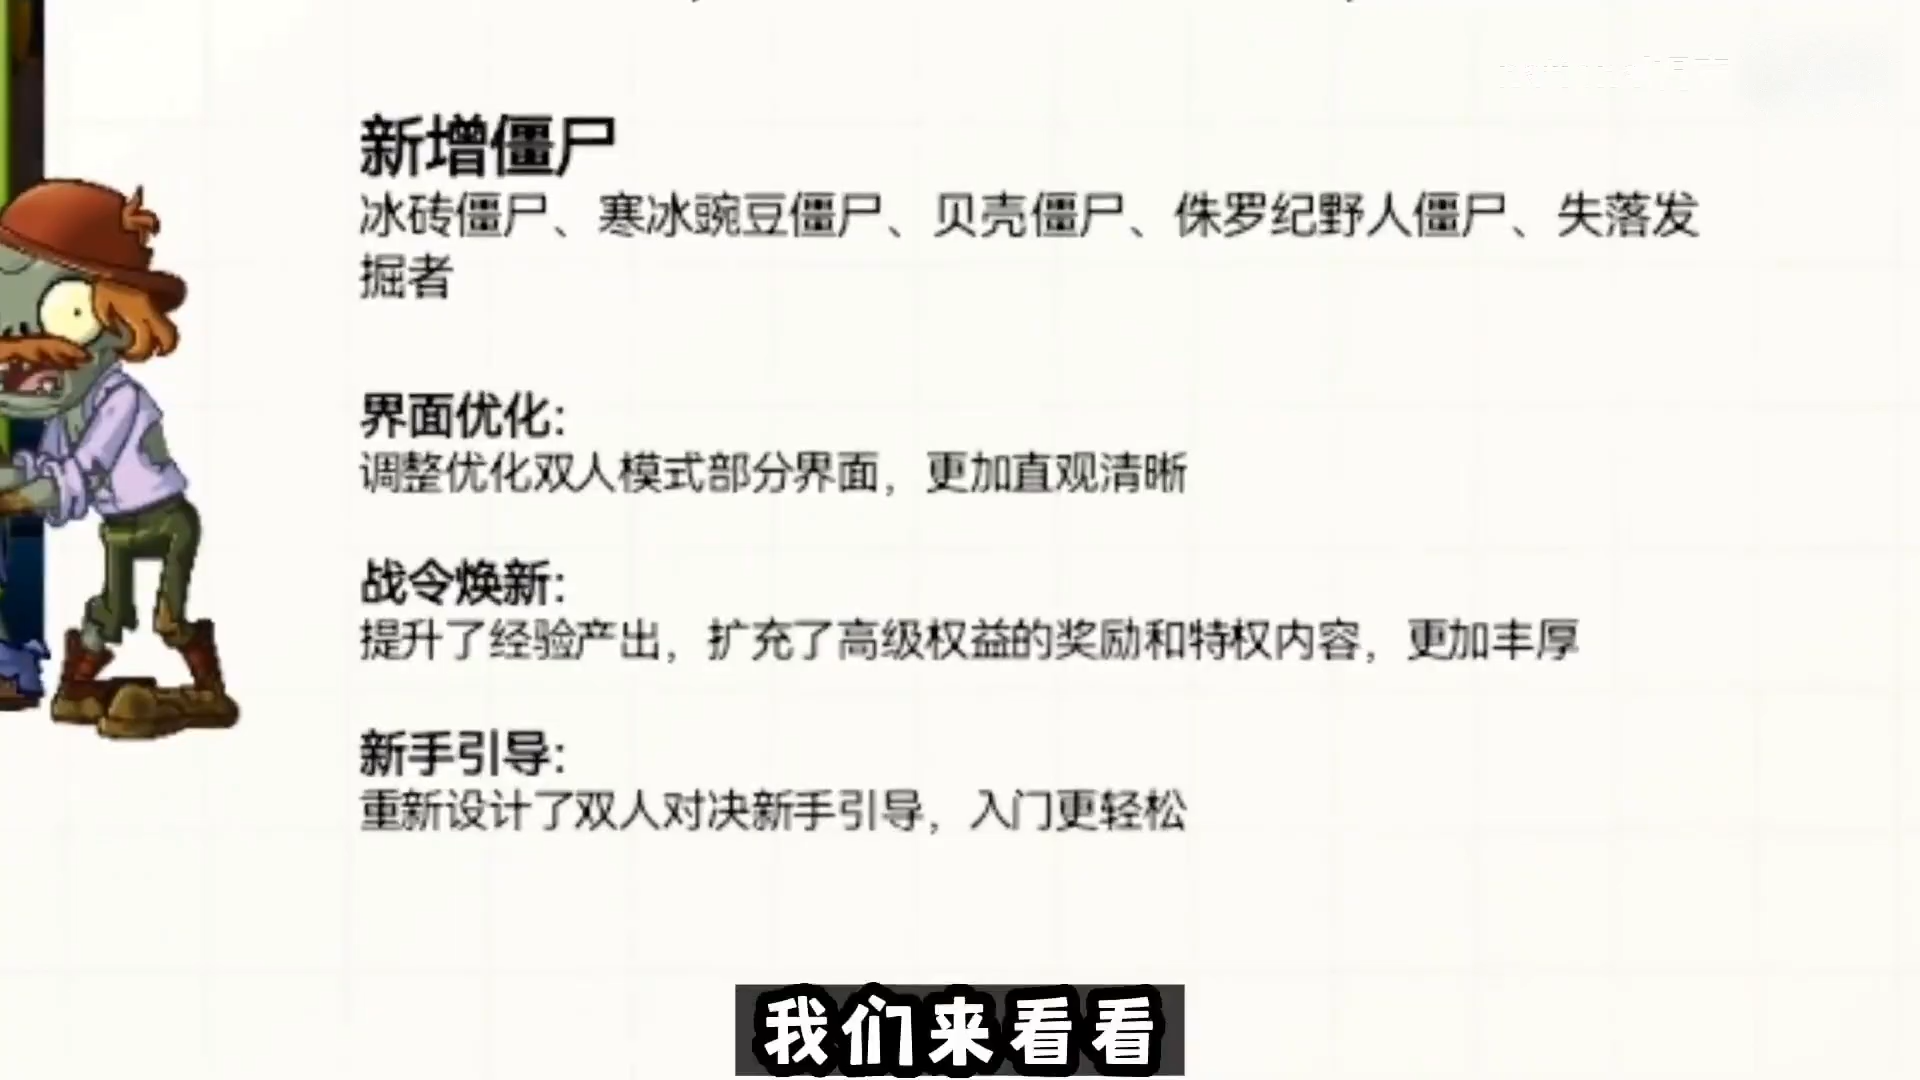 新增僵尸
冰砖僵尸、寒冰豌豆僵尸、贝壳僵尸、侏罗纪野人僵尸、失落发
掘者
界面优化：
调整优化双人模式部分界面，更加直观清晰
战令焕新：
提升了经验产出，扩充了高级权益的奖励和特权内容，更加丰厚
新手引导：
重新设计了双人对决新手引导，入门更轻松
我们来看看